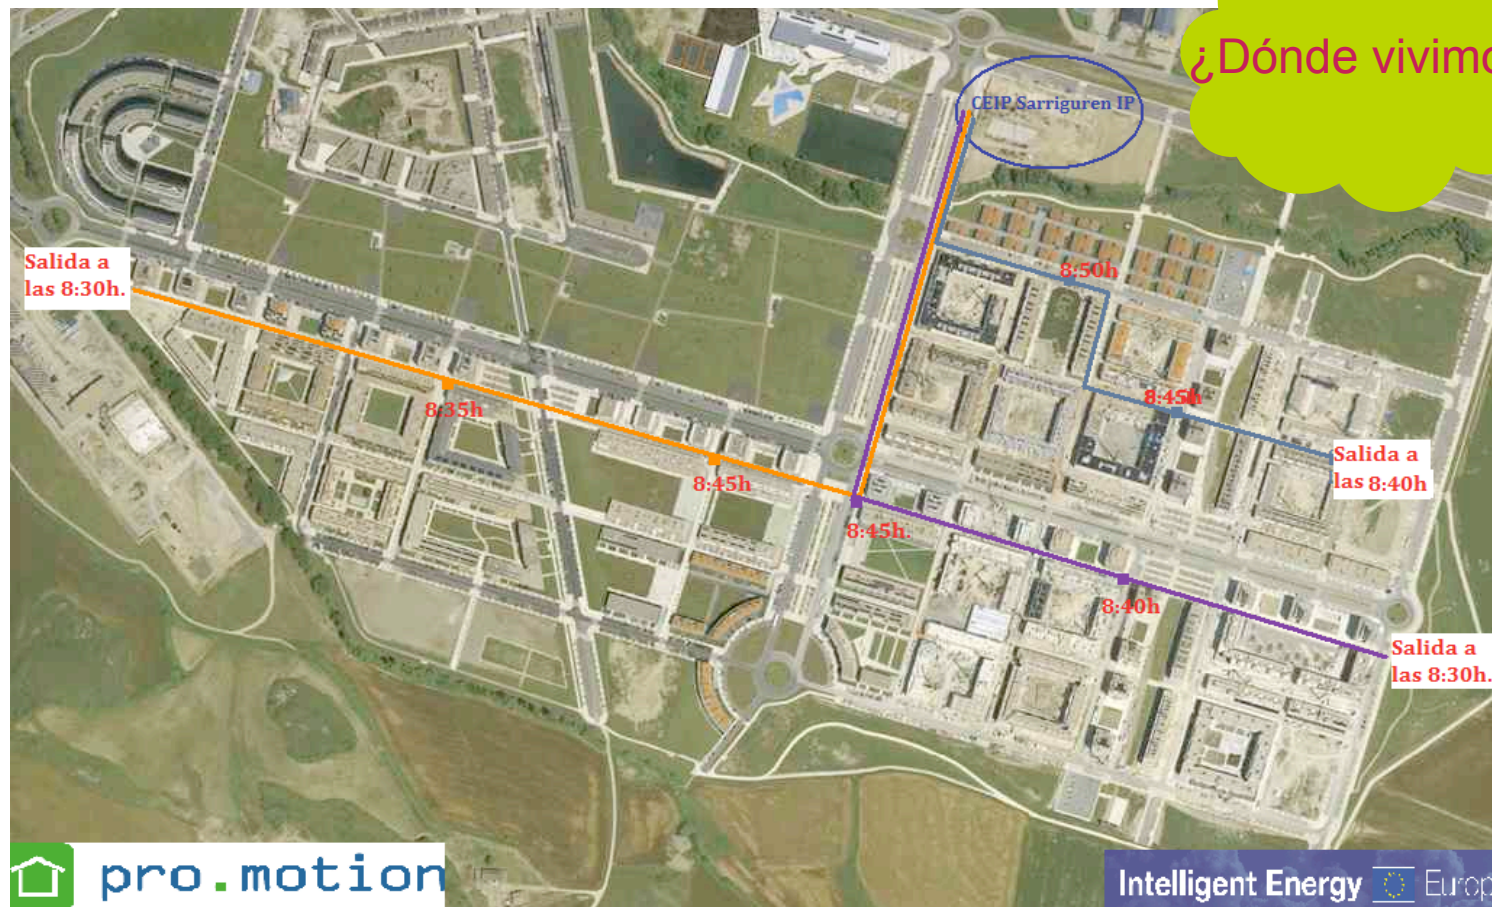 ¿Dónde vivimo
CEIP Sarriguren IP
Salida a
las 8:30h.
8:50h
8:35h
8:45h
8:45h
Salida a
las 8:40h
8:45h.
8:40h
Salida a
las 8:30h.
pro.motion
Intelligent Energy Europ